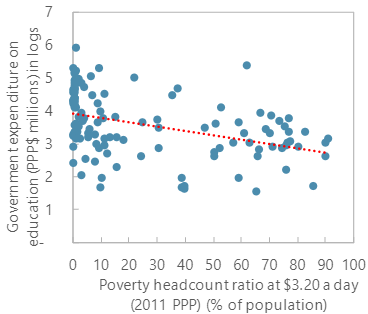 7
6
5
4
3
2
1
-
Government expenditure on
education (PPP$ millions) in logs
0 10 20 30 40 50 60 70 80 90 100
Poverty headcount ratio at $3.20 a day
(2011 PPP) (% of population)